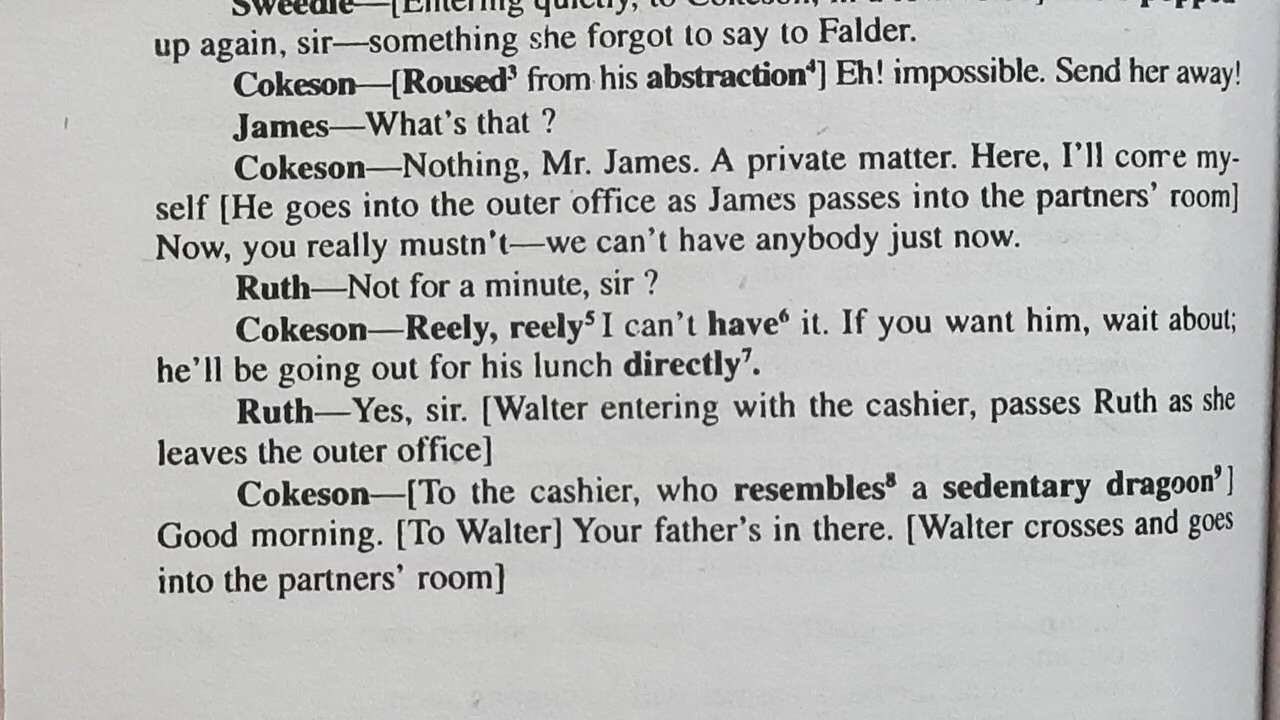 Sweedle—[Entering quietly, to Cokeson, in a
up again, sir—something she forgot to say to Falder.
Cokeson—[Roused³ from his abstraction⁴] Eh! impossible. Send her away!
James—What's that ?
Cokeson—Nothing, Mr. James. A private matter. Here, I'll come my-
self [He goes into the outer office as James passes into the partners' room]
Now, you really mustn't—we can't have anybody just now.
Ruth—Not for a minute, sir ?
Cokeson—Reely, reely⁵ I can't have⁶ it. If you want him, wait about;
he'll be going out for his lunch directly⁷.
Ruth—Yes, sir. [Walter entering with the cashier, passes Ruth as she
leaves the outer office]
Cokeson—[To the cashier, who resembles⁸ a sedentary dragoon⁹]
Good morning. [To Walter] Your father's in there. [Walter crosses and goes
into the partners' room]